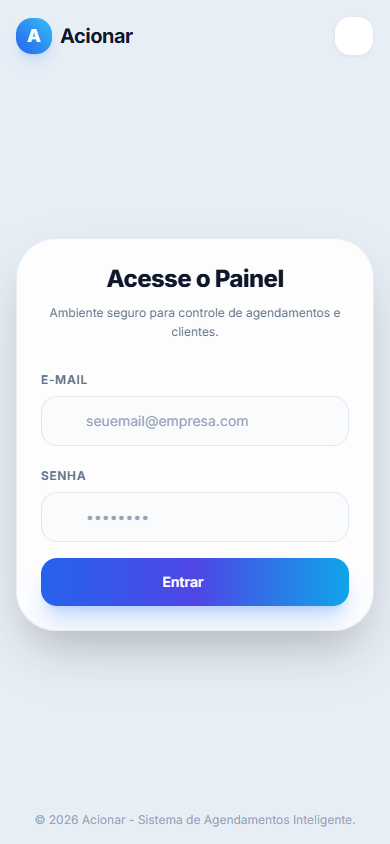 A Acionar
Acesse o Painel
Ambiente seguro para controle de agendamentos e
clientes.
E-MAIL
seuemail@empresa.com
SENHA
••••••••
Entrar
© 2026 Acionar - Sistema de Agendamentos Inteligente.